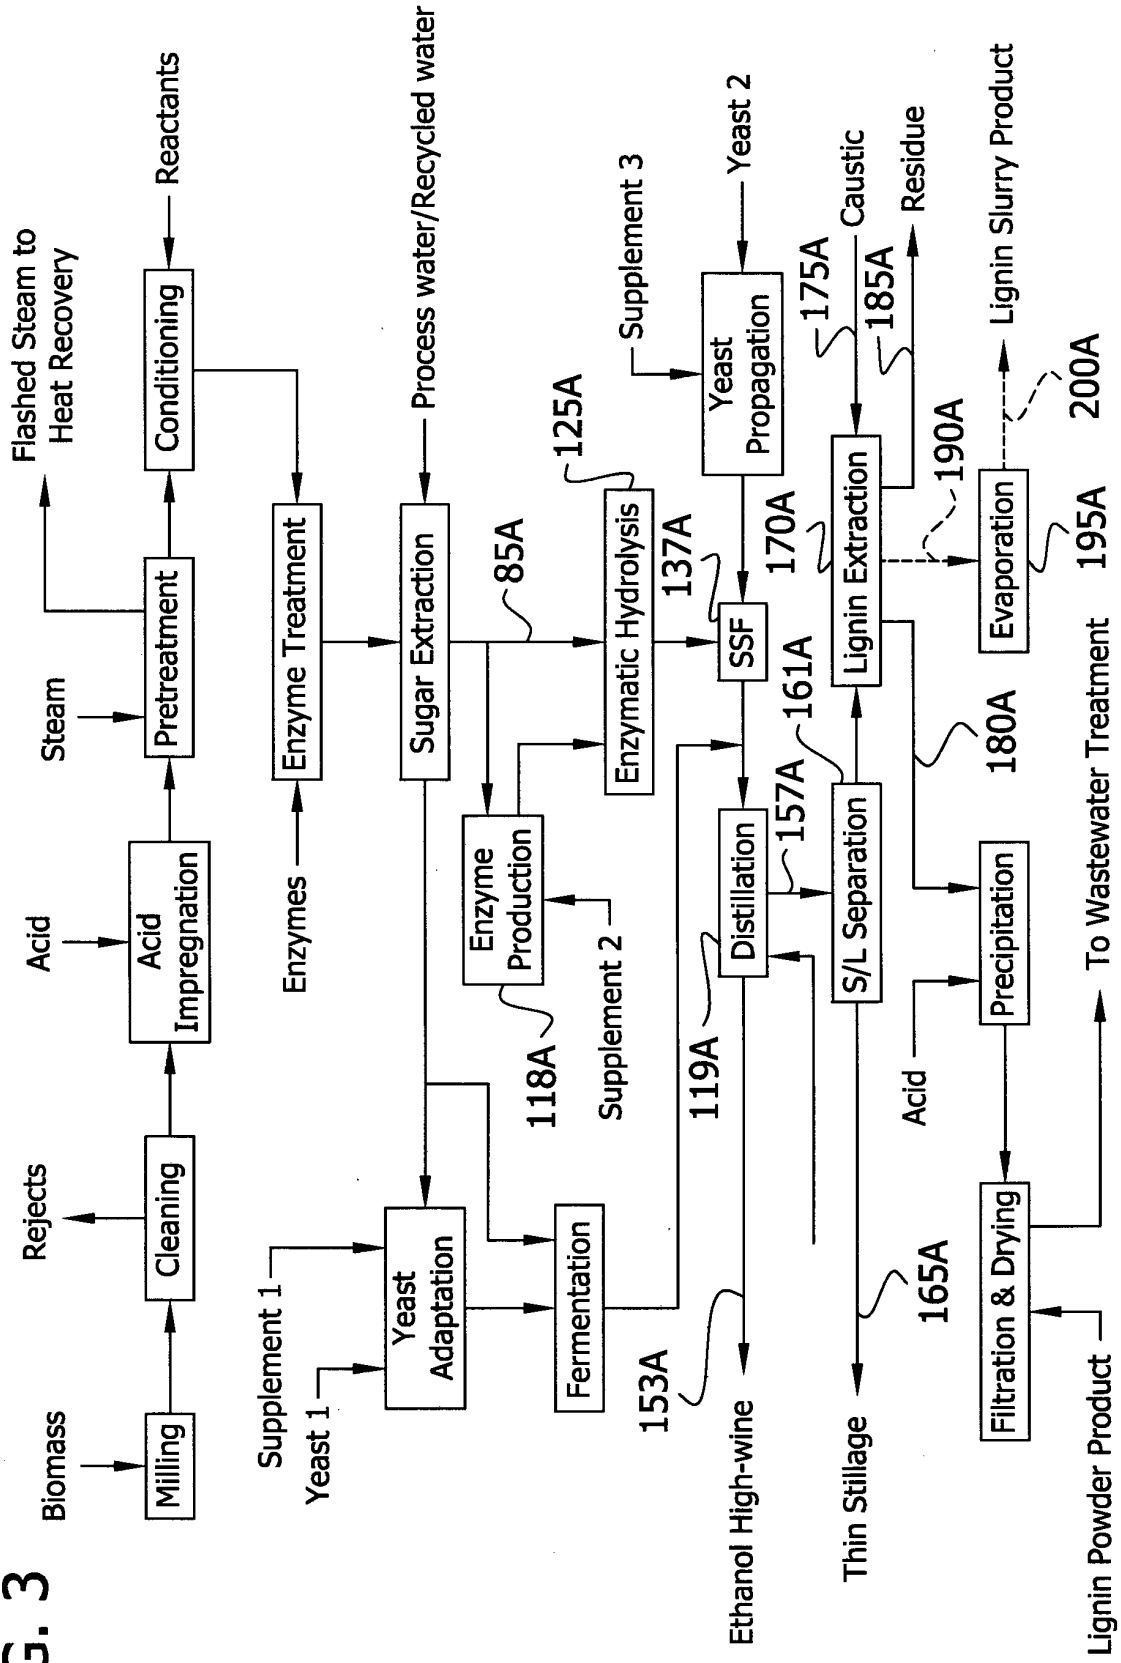 G. 3
Biomass
Milling
Rejects
Cleaning
Acid
Acid
Impregnation
Steam
Pretreatment
Flashed Steam to
Heat Recovery
Conditioning
Reactants
Supplement 1
Yeast 1
Enzymes
Enzyme Treatment
Yeast
Adaptation
Sugar Extraction
Process water/Recycled water
Enzyme
Production
118A
85A
Supplement 2
Fermentation
Enzymatic Hydrolysis
125A
Supplement 3
153A
119A
137A
Ethanol High-wine
Distillation
SSF
Yeast
Propagation
Yeast 2
157A
161A
170A
175A
Thin Stillage
165A
S/L Separation
Lignin Extraction
Caustic
185A
Residue
Acid
180A
190A
Filtration & Drying
Precipitation
Evaporation
Lignin Slurry Product
195A
200A
Lignin Powder Product
To Wastewater Treatment